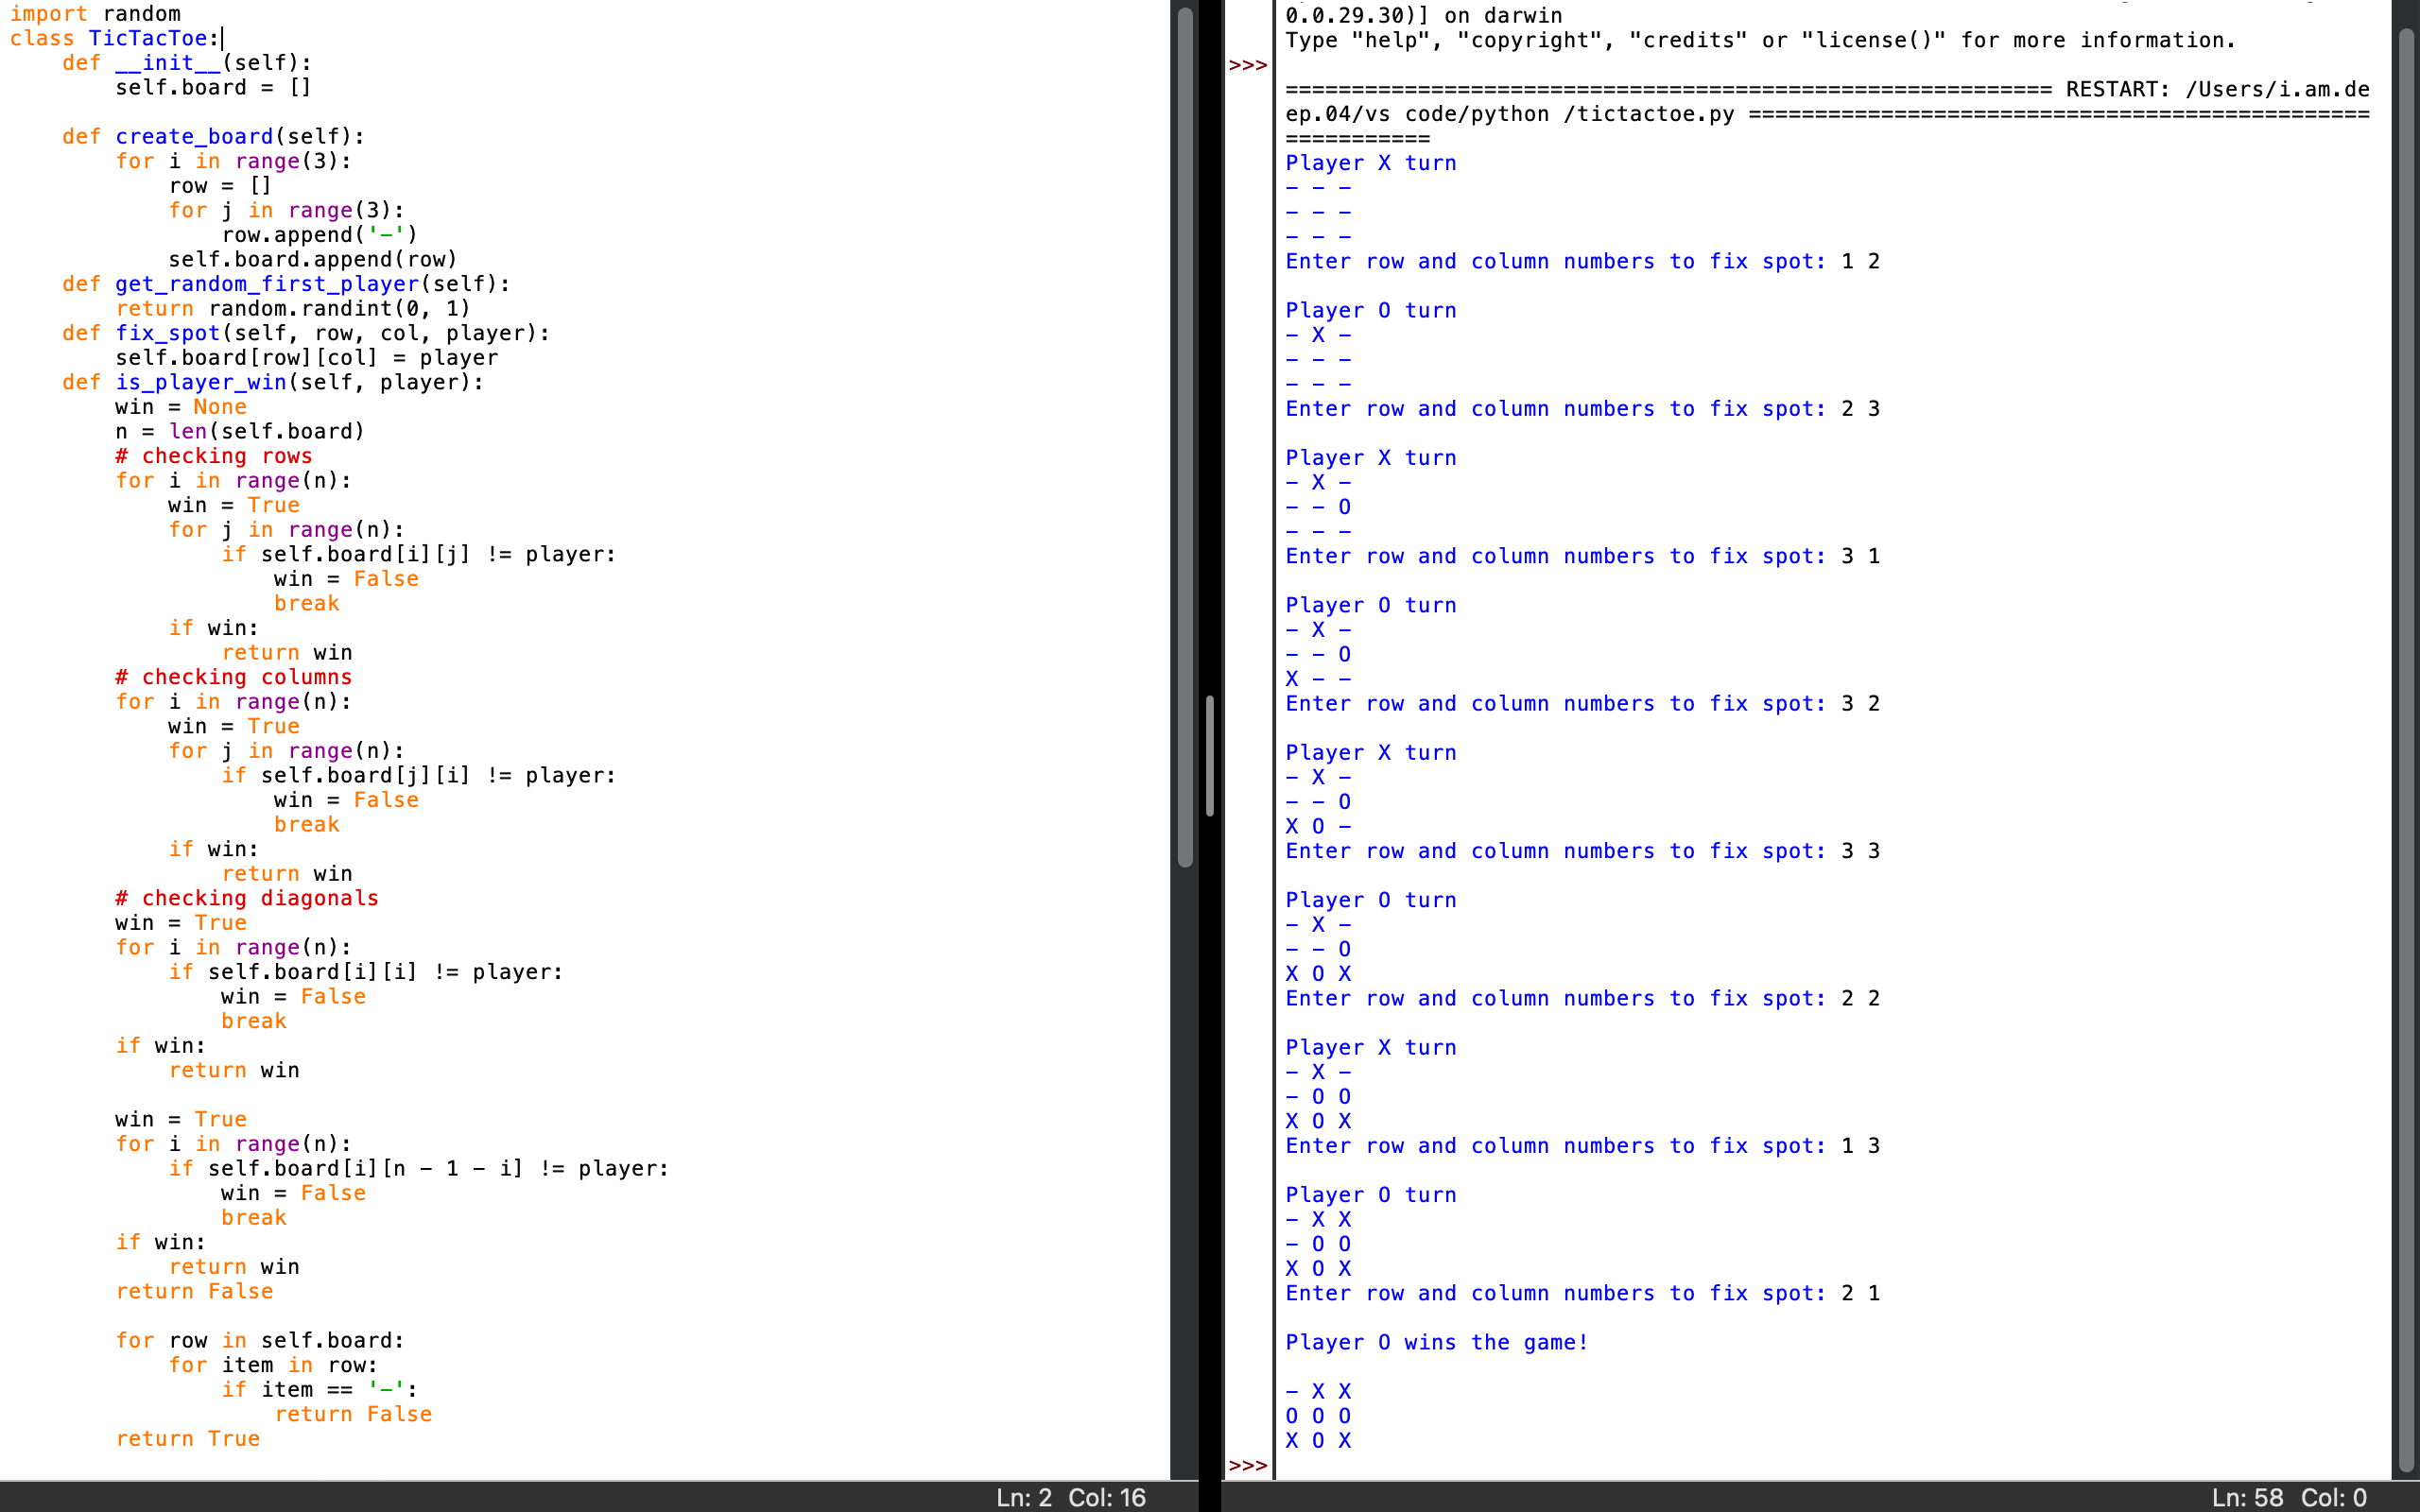 import random
class TicTacToe:
    def __init__(self):
        self.board = []

    def create_board(self):
        for i in range(3):
            row = []
            for j in range(3):
                row.append('-')
            self.board.append(row)
    def get_random_first_player(self):
        return random.randint(0, 1)
    def fix_spot(self, row, col, player):
        self.board[row][col] = player
    def is_player_win(self, player):
        win = None
        n = len(self.board)
        # checking rows
        for i in range(n):
            win = True
            for j in range(n):
                if self.board[i][j] != player:
                    win = False
                    break
            if win:
                return win
        # checking columns
        for i in range(n):
            win = True
            for j in range(n):
                if self.board[j][i] != player:
                    win = False
                    break
            if win:
                return win
        # checking diagonals
        win = True
        for i in range(n):
            if self.board[i][i] != player:
                win = False
                break
        if win:
            return win

        win = True
        for i in range(n):
            if self.board[i][n - 1 - i] != player:
                win = False
                break
        if win:
            return win
        return False

        for row in self.board:
            for item in row:
                if item == '-':
                    return False
        return True
Ln: 2 Col: 16
0.0.29.30)] on darwin
Type "help", "copyright", "credits" or "license()" for more information.
>>>
========================================================== RESTART: /Users/i.am.de
ep.04/vs code/python /tictactoe.py ===============================================
===========
Player X turn
- - -
- - -
- - -
Enter row and column numbers to fix spot: 1 2

Player O turn
- X -
- - -
- - -
Enter row and column numbers to fix spot: 2 3

Player X turn
- X -
- - O
- - -
Enter row and column numbers to fix spot: 3 1

Player O turn
- X -
- - O
X - -
Enter row and column numbers to fix spot: 3 2

Player X turn
- X -
- - O
X O -
Enter row and column numbers to fix spot: 3 3

Player O turn
- X -
- - O
X O X
Enter row and column numbers to fix spot: 2 2

Player X turn
- X -
- O O
X O X
Enter row and column numbers to fix spot: 1 3

Player O turn
- X X
- O O
X O X
Enter row and column numbers to fix spot: 2 1

Player O wins the game!

- X X
O O O
X O X
>>>
Ln: 58 Col: 0